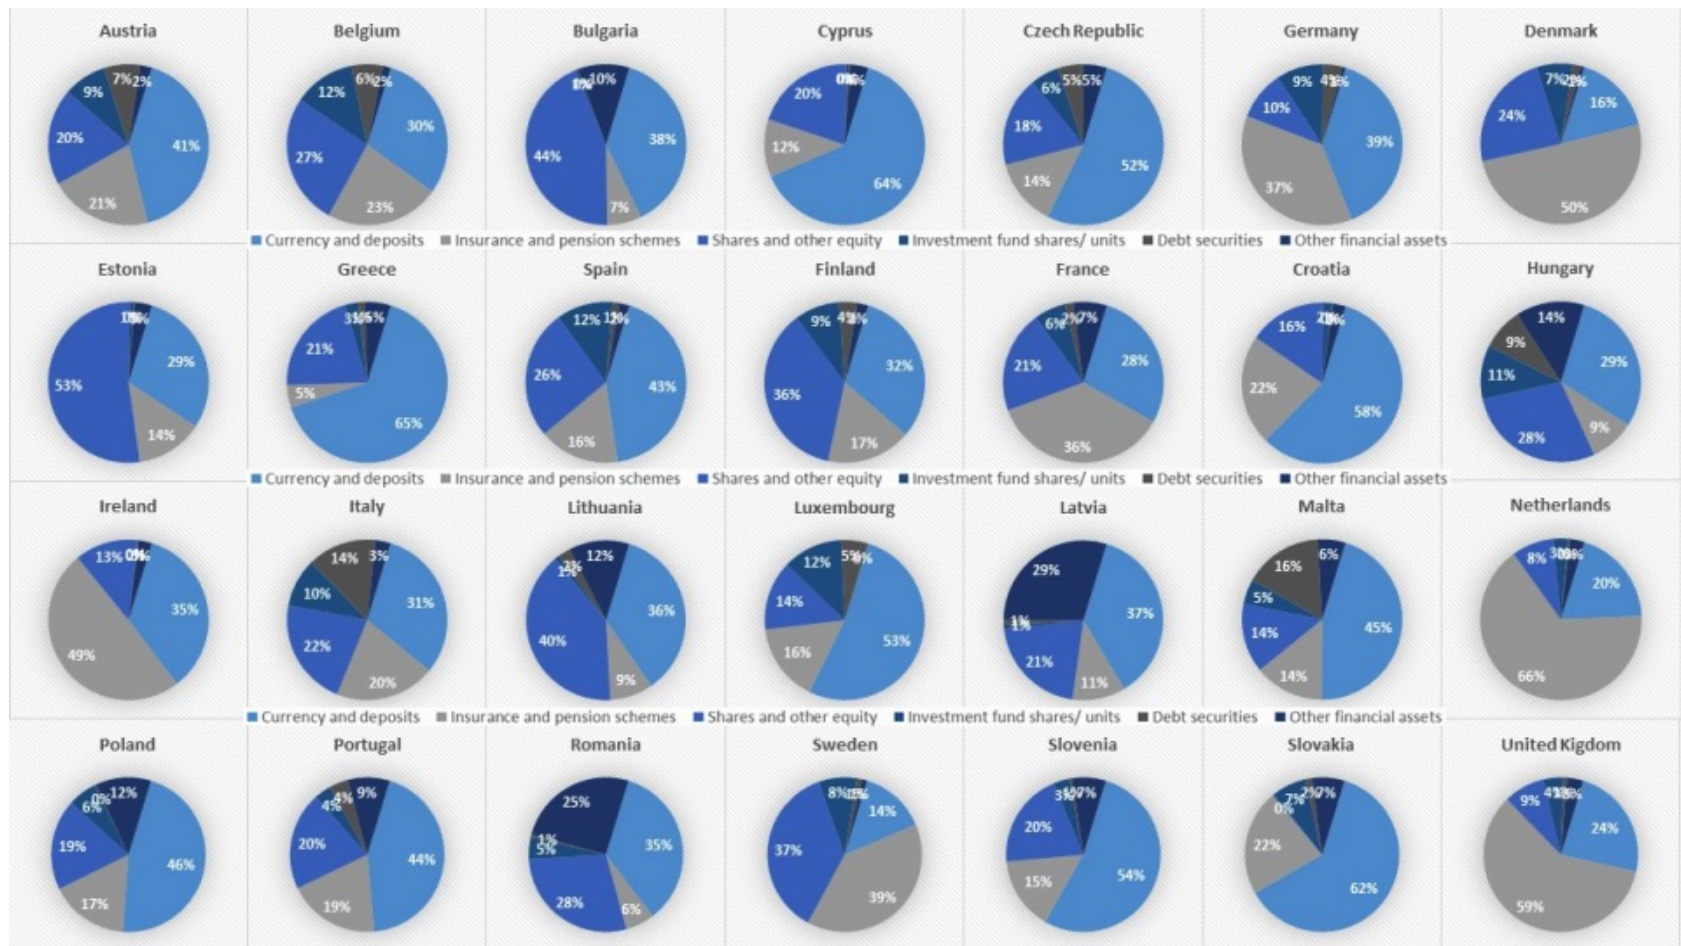 Austria Belgium Bulgaria Cyprus Czech Republic Germany Denmark
7% 2% 9% 20% 41% 21%
6% 2% 12% 30% 27% 23%
10% 38% 44% 7%
20% 12% 64%
5% 5% 6% 18% 52% 14%
4% 9% 10% 39% 37%
7% 16% 24% 50%
Currency and deposits Insurance and pension schemes Shares and other equity Investment fund shares/ units Debt securities Other financial assets
Estonia Greece Spain Finland France Croatia Hungary
29% 53% 14%
5% 21% 5% 65%
12% 26% 43% 16%
9% 4% 32% 36% 17%
6% 2% 7% 21% 28% 36%
16% 22% 58%
14% 9% 11% 29% 28% 9%
Currency and deposits Insurance and pension schemes Shares and other equity Investment fund shares/ units Debt securities Other financial assets
Ireland Italy Lithuania Luxembourg Latvia Malta Netherlands
13% 35% 49%
14% 3% 10% 31% 22% 20%
12% 1% 36% 40% 9%
5% 12% 14% 53% 16%
29% 1% 1% 37% 21% 11%
6% 16% 5% 14% 45% 14%
8% 20% 66%
Currency and deposits Insurance and pension schemes Shares and other equity Investment fund shares/ units Debt securities Other financial assets
Poland Portugal Romania Sweden Slovenia Slovakia United Kigdom
12% 0% 6% 19% 46% 17%
9% 4% 4% 20% 44% 19%
25% 1% 5% 35% 28% 6%
8% 14% 37% 39%
7% 3% 20% 54% 15%
2% 7% 7% 0% 22% 62%
9% 24% 59%